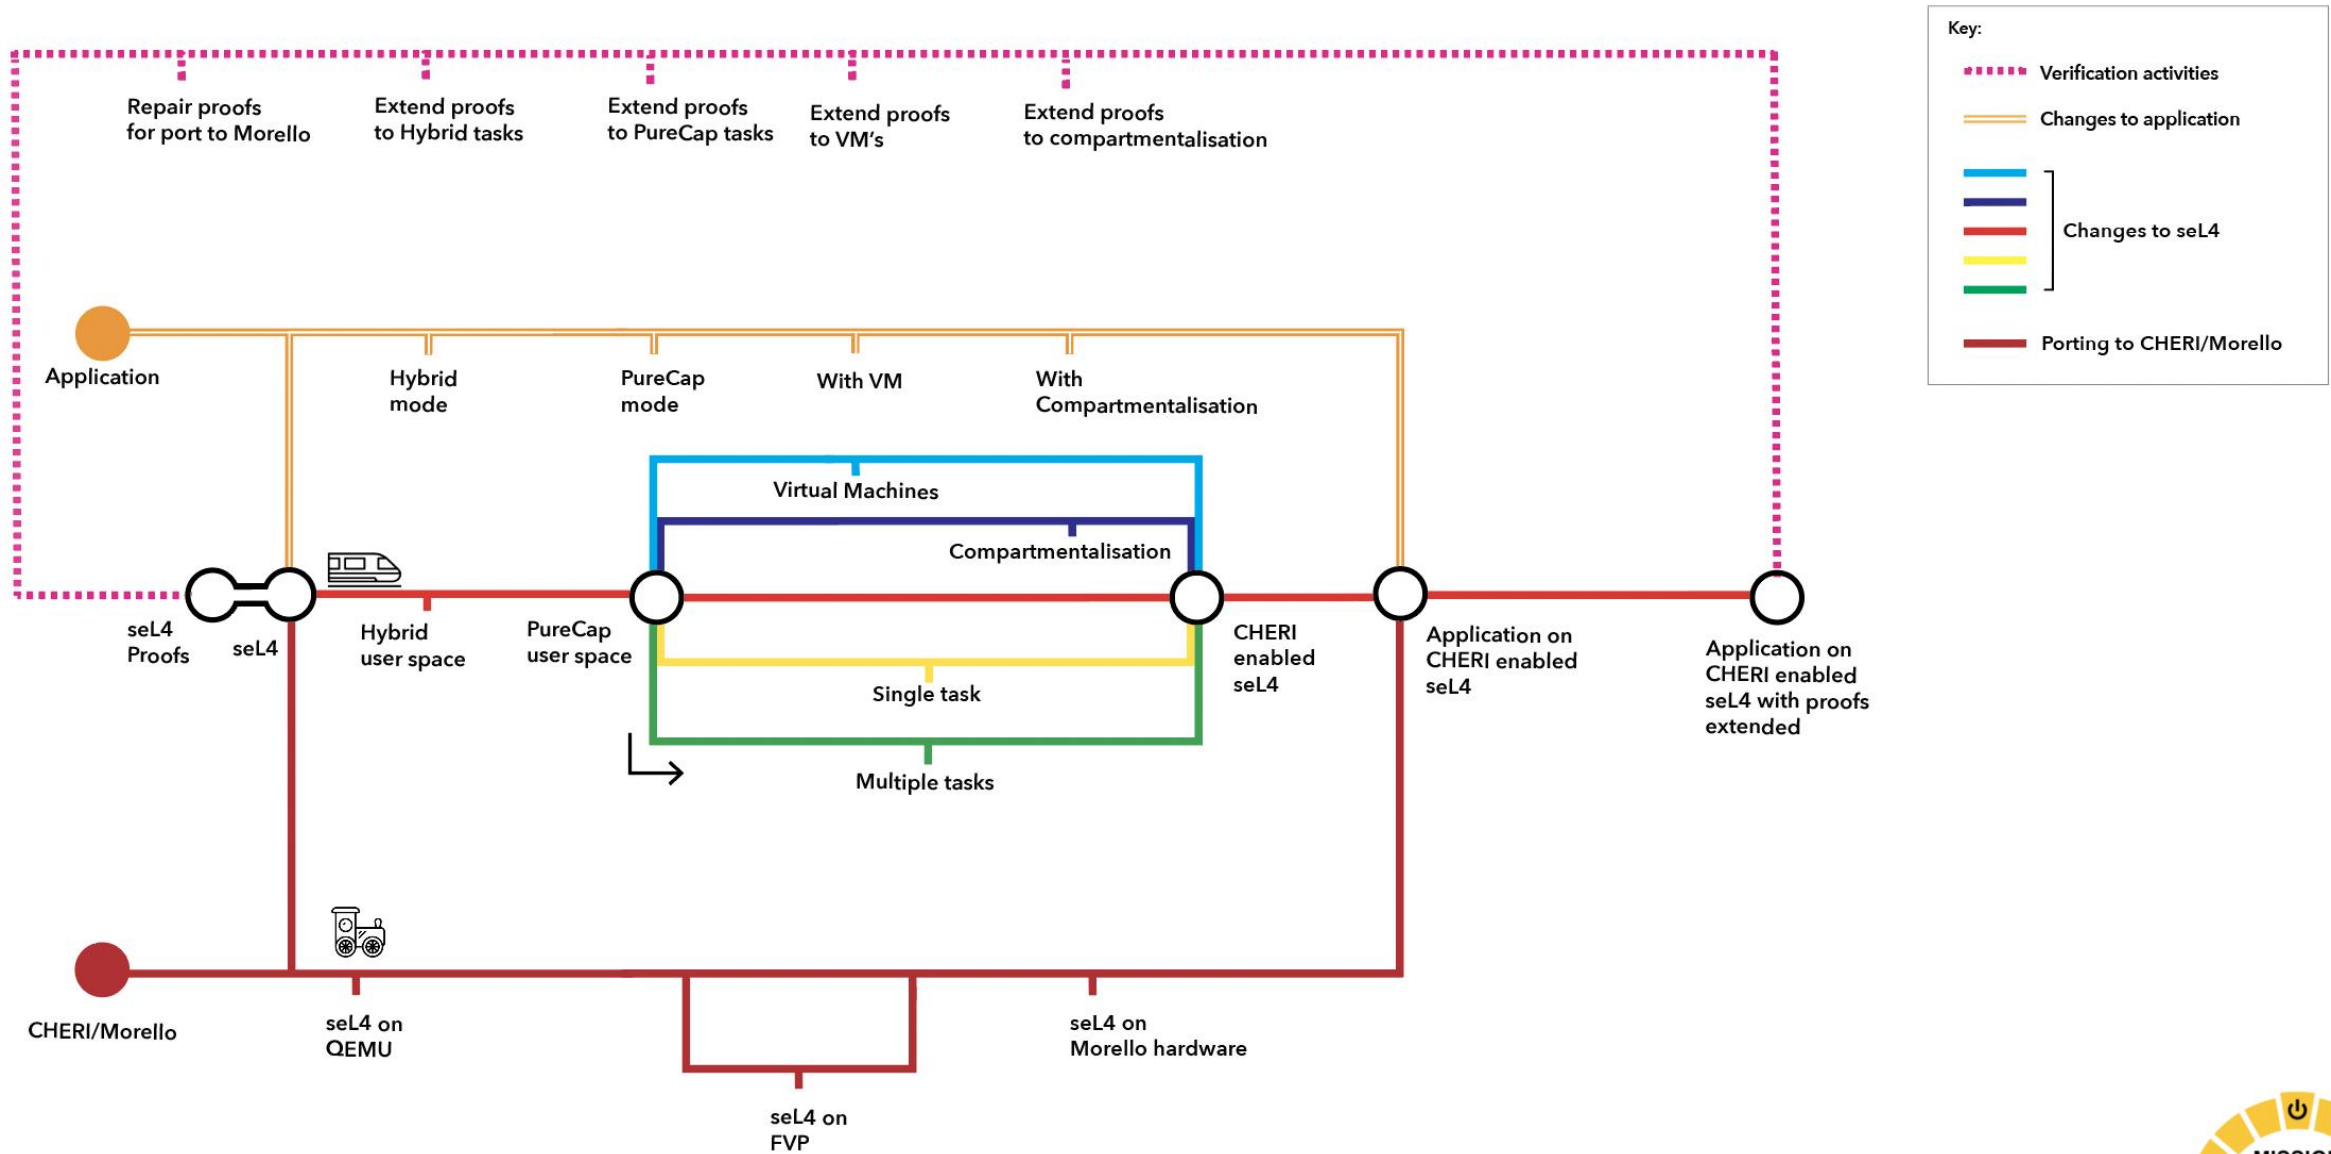 Key:
Verification activities
Changes to application
Changes to seL4
Porting to CHERI/Morello
Repair proofs
for port to Morello
Extend proofs
to Hybrid tasks
Extend proofs
to PureCap tasks
Extend proofs
to VM's
Extend proofs
to compartmentalisation
Application
Hybrid
mode
PureCap
mode
With VM
With
Compartmentalisation
Virtual Machines
Compartmentalisation
seL4
Proofs
seL4
Hybrid
user space
PureCap
user space
CHERI
enabled
seL4
Application on
CHERI enabled
seL4
Application on
CHERI enabled
seL4 with proofs
extended
Single task
Multiple tasks
CHERI/Morello
seL4 on
QEMU
seL4 on
FVP
seL4 on
Morello hardware